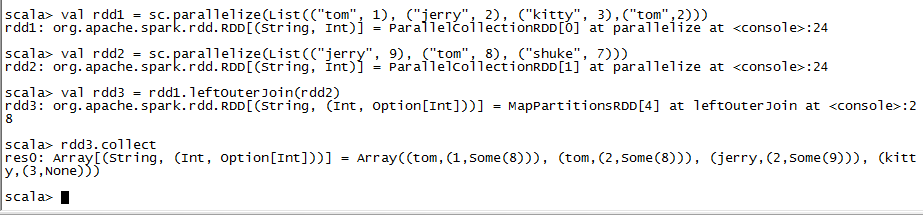 scala> val rdd1 = sc.parallelize(List(("tom", 1), ("jerry", 2), ("kitty", 3),("tom",2)))
rdd1: org.apache.spark.rdd.RDD[(String, Int)] = ParallelCollectionRDD[0] at parallelize at <console>:24
scala> val rdd2 = sc.parallelize(List(("jerry", 9), ("tom", 8), ("shuke", 7)))
rdd2: org.apache.spark.rdd.RDD[(String, Int)] = ParallelCollectionRDD[1] at parallelize at <console>:24
scala> val rdd3 = rdd1.leftOuterJoin(rdd2)
rdd3: org.apache.spark.rdd.RDD[(String, (Int, Option[Int]))] = MapPartitionsRDD[4] at leftOuterJoin at <console>:2
8
scala> rdd3.collect
res0: Array[(String, (Int, Option[Int]))] = Array((tom,(1,Some(8))), (tom,(2,Some(8))), (jerry,(2,Some(9))), (kitt
y,(3,None)))
scala>